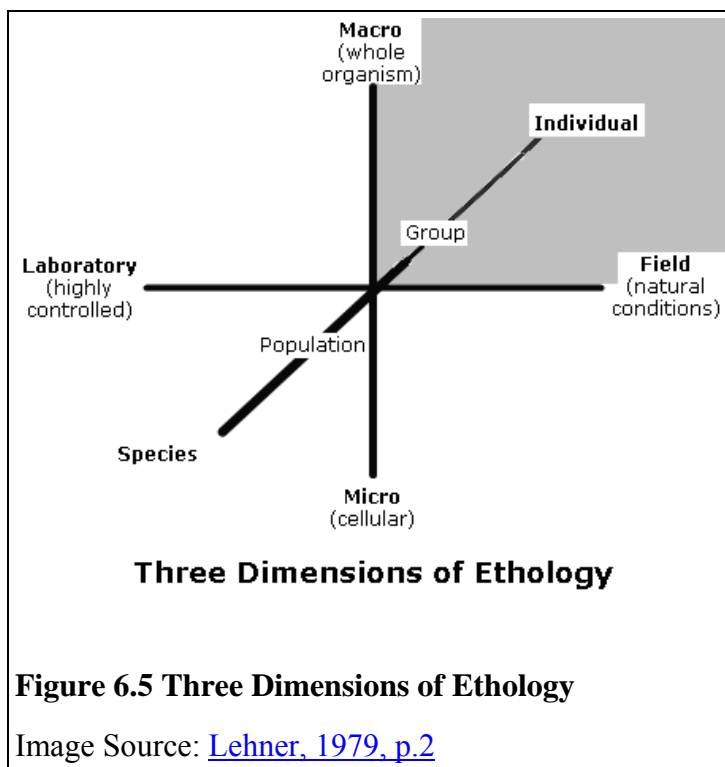 Macro
(whole
organism)
Individual
Group
Laboratory
(highly
controlled)
Field
(natural
conditions)
Population
Species
Micro
(cellular)
Three Dimensions of Ethology
Figure 6.5 Three Dimensions of Ethology
Image Source: Lehner, 1979, p.2